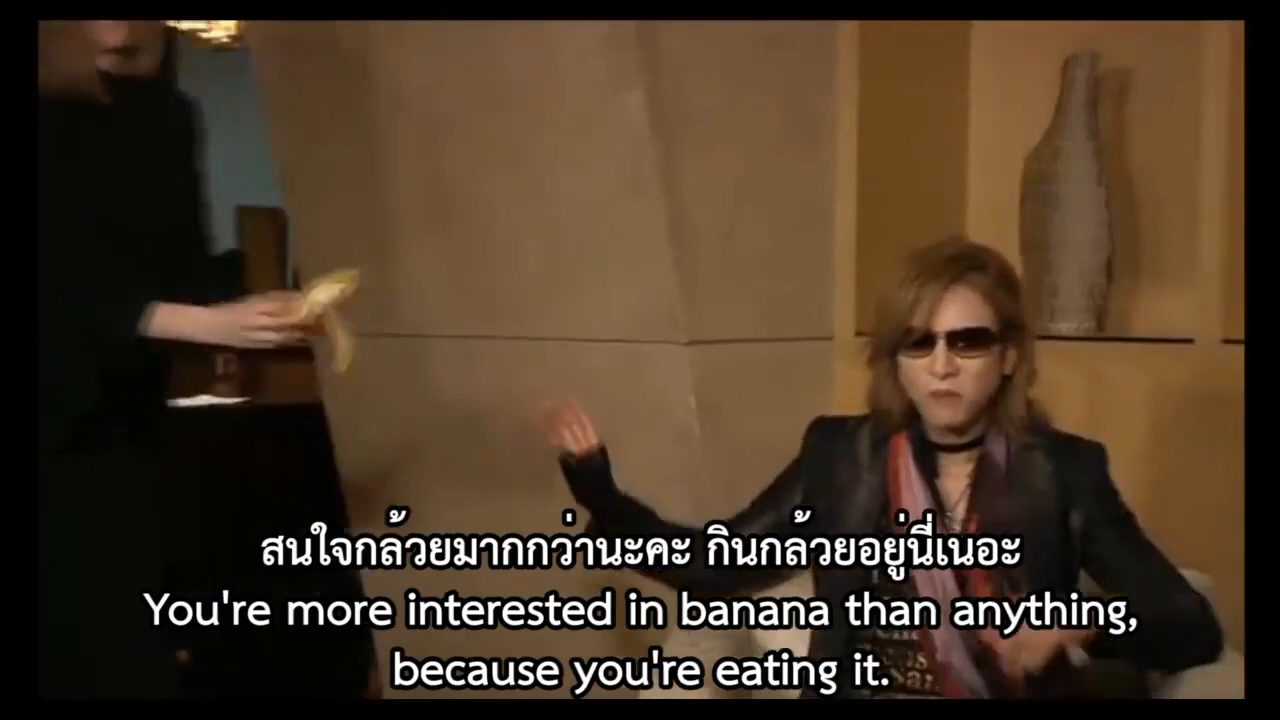 สนใจกล้วยมากกว่านะคะ กินกล้วยอยู่นี่เนอะ
You're more interested in banana than anything,
because you're eating it.